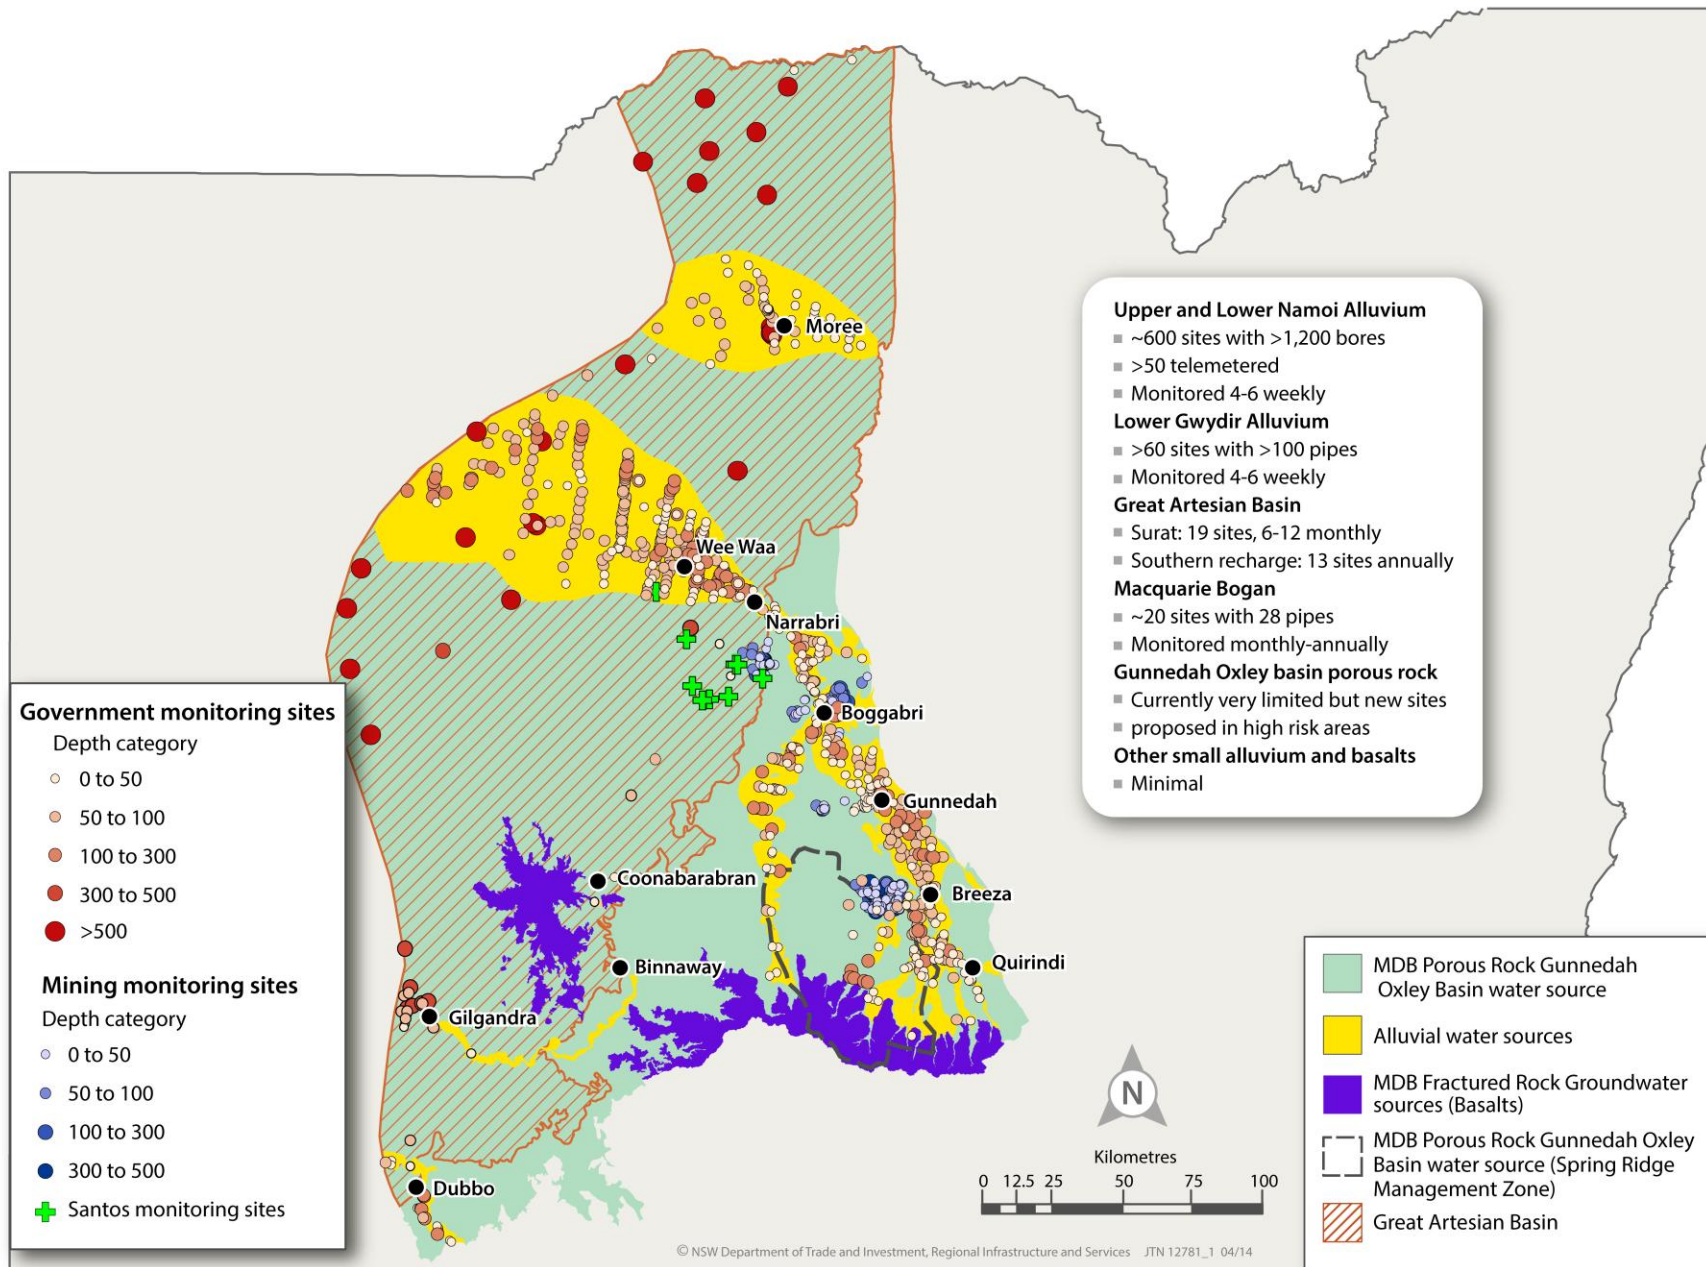 Moree
Wee Waa
Narrabri
Boggabri
Gunnedah
Coonabarabran
Breeza
Binnaway
Quirindi
Gilgandra
Dubbo
Upper and Lower Namoi Alluvium
~600 sites with >1,200 bores
>50 telemetered
Monitored 4-6 weekly
Lower Gwydir Alluvium
>60 sites with >100 pipes
Monitored 4-6 weekly
Great Artesian Basin
Surat: 19 sites, 6-12 monthly
Southern recharge: 13 sites annually
Macquarie Bogan
~20 sites with 28 pipes
Monitored monthly-annually
Gunnedah Oxley basin porous rock
Currently very limited but new sites
proposed in high risk areas
Other small alluvium and basalts
Minimal
Government monitoring sites
Depth category
0 to 50
50 to 100
100 to 300
300 to 500
>500
Mining monitoring sites
Depth category
0 to 50
50 to 100
100 to 300
300 to 500
Santos monitoring sites
N
Kilometres
0 12.5 25 50 75 100
MDB Porous Rock Gunnedah
Oxley Basin water source
Alluvial water sources
MDB Fractured Rock Groundwater
sources (Basalts)
MDB Porous Rock Gunnedah Oxley
Basin water source (Spring Ridge
Management Zone)
Great Artesian Basin
© NSW Department of Trade and Investment, Regional Infrastructure and Services JTN 12781_1 04/14